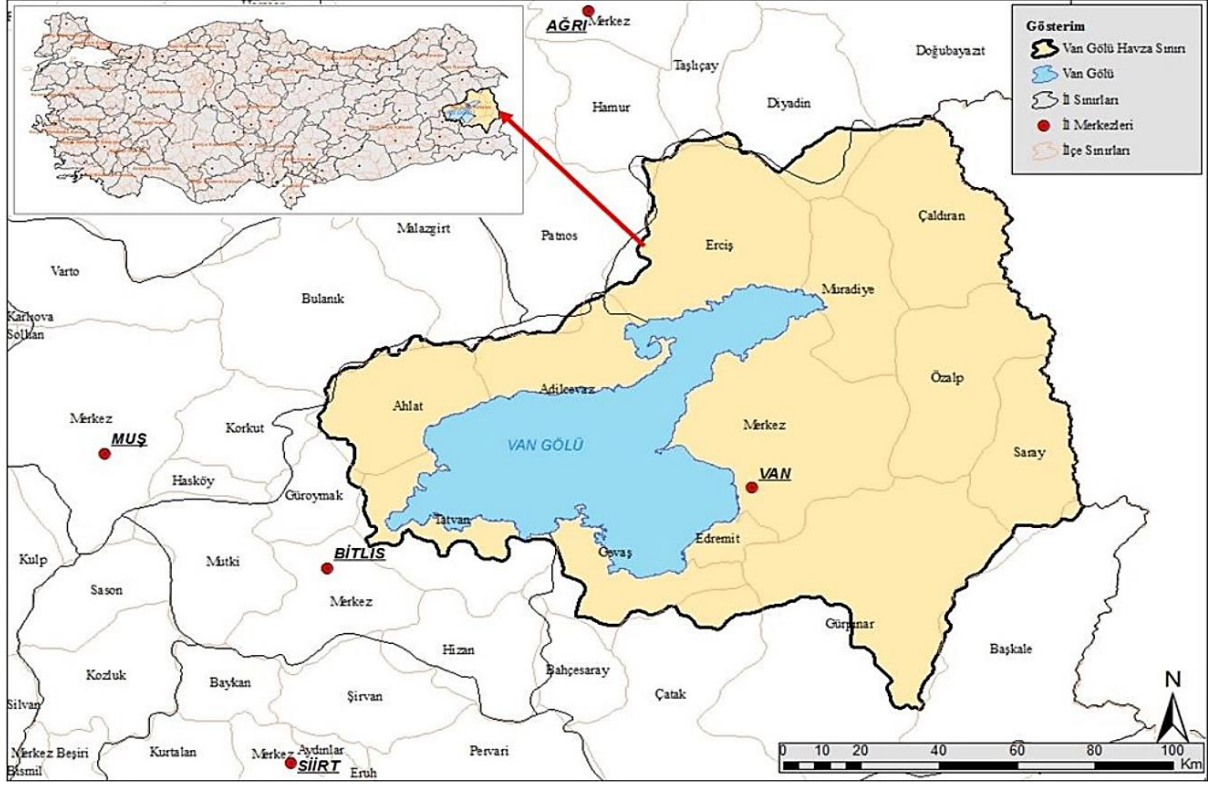 AĞRI
Merkez
Taşlıçay
Doğubayazıt
Hamur
Diyadin
Gösterim
Van Gölü Havza Sınırı
Van Gölü
İl Sınırları
İl Merkezleri
İlçe Sınırları
Malazgirt
Patnos
Erciş
Çaldıran
Varto
Bulanık
Muradiye
Karlıova
Solhan
Adilcevaz
Özalp
Ahlat
Merkez
MUŞ
Korkut
VAN GÖLÜ
Merkez
VAN
Saray
Hasköy
Güroymak
Tatvan
Edremit
Gevaş
Kulp
Mutki
BİTLİS
Merkez
Sason
Gürpınar
Hizan
Başkale
Kozluk
Baykan
Şirvan
Bahçesaray
Çatak
Silvan
Merkez
Beşiri
Bismil
Kurtalan
Merkez
Aydınlar
SİİRT
Eruh
Pervari
N
0 10 20 40 60 80 100
Km